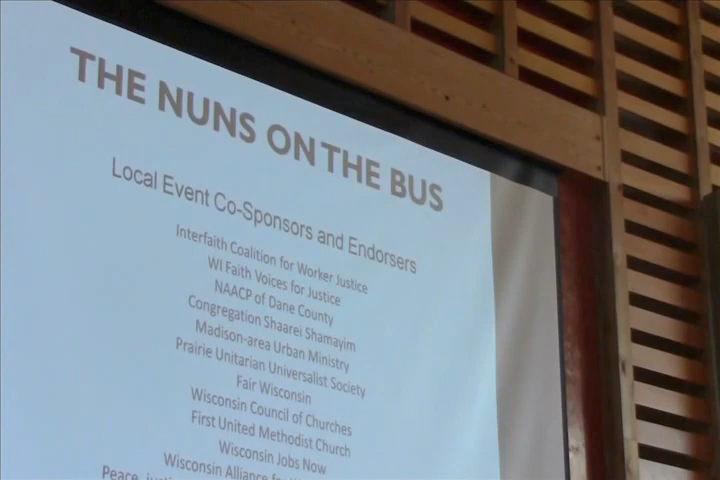 THE NUNS ON THE BUS
Local Event Co-Sponsors and Endorsers
Interfaith Coalition for Worker Justice
WI Faith Voices for Justice
NAACP of Dane County
Congregation Shaarei Shamayim
Madison-area Urban Ministry
Prairie Unitarian Universalist Society
Fair Wisconsin
Wisconsin Council of Churches
First United Methodist Church
Wisconsin Jobs Now
Wisconsin Alliance for
Peace,